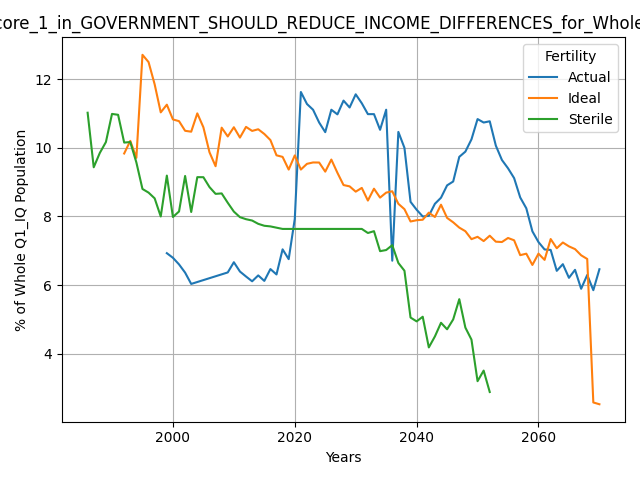 core_1_in_GOVERNMENT_SHOULD_REDUCE_INCOME_DIFFERENCES_for_Whole
Fertility
Actual
Ideal
Sterile
% of Whole Q1_IQ Population
12
10
8
6
4
2000 2020 2040 2060
Years